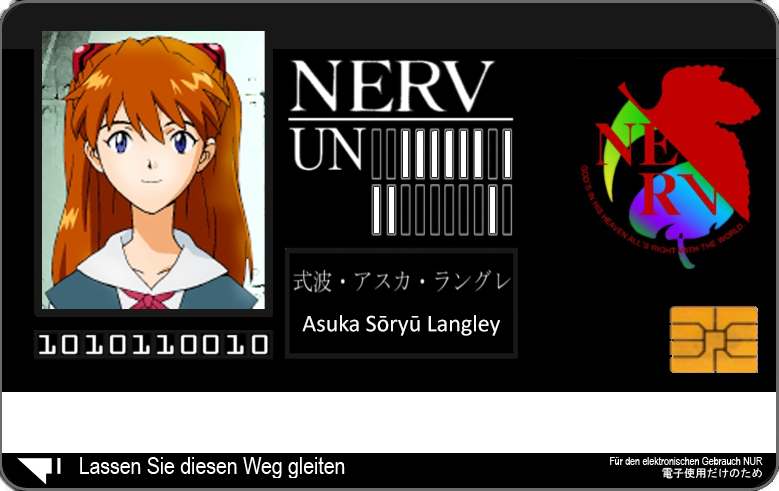 NERV
UN
NE
RV
GOD'S IN HIS HEAVEN ALL'S RIGHT WITH THE WORLD
式波・アスカ・ラングレ
Asuka Sōryū Langley
1010110010
Lassen Sie diesen Weg gleiten
Für den elektronischen Gebrauch NUR
電子使用だけのため